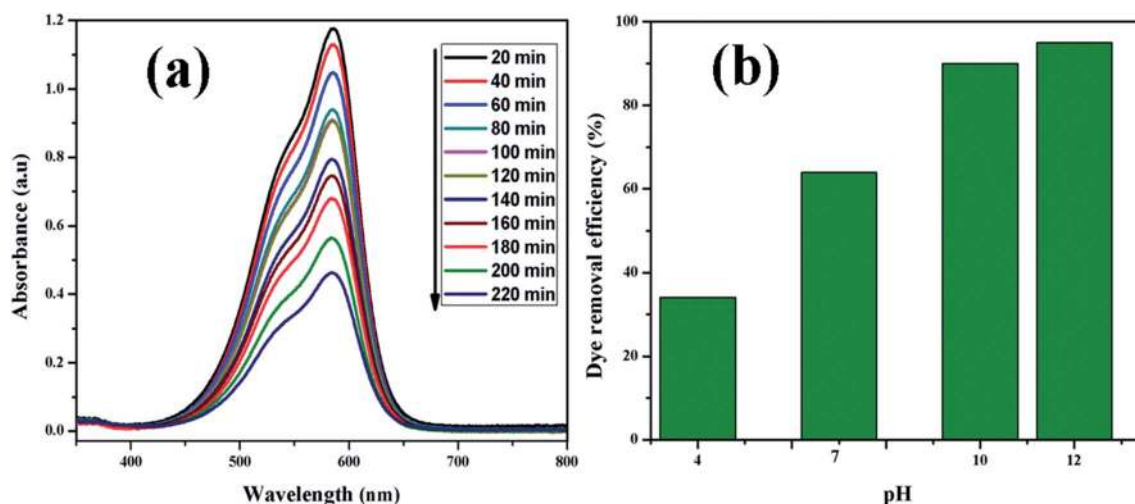 (a)
1.2
1.0
0.8
0.6
0.4
0.2
0.0
Absorbance (a.u)
20 min
40 min
60 min
80 min
100 min
120 min
140 min
160 min
180 min
200 min
220 min
400
500
600
700
800
Wavelength (nm)
(b)
100
80
60
40
20
0
Dye removal efficiency (%)
4
7
10
12
pH